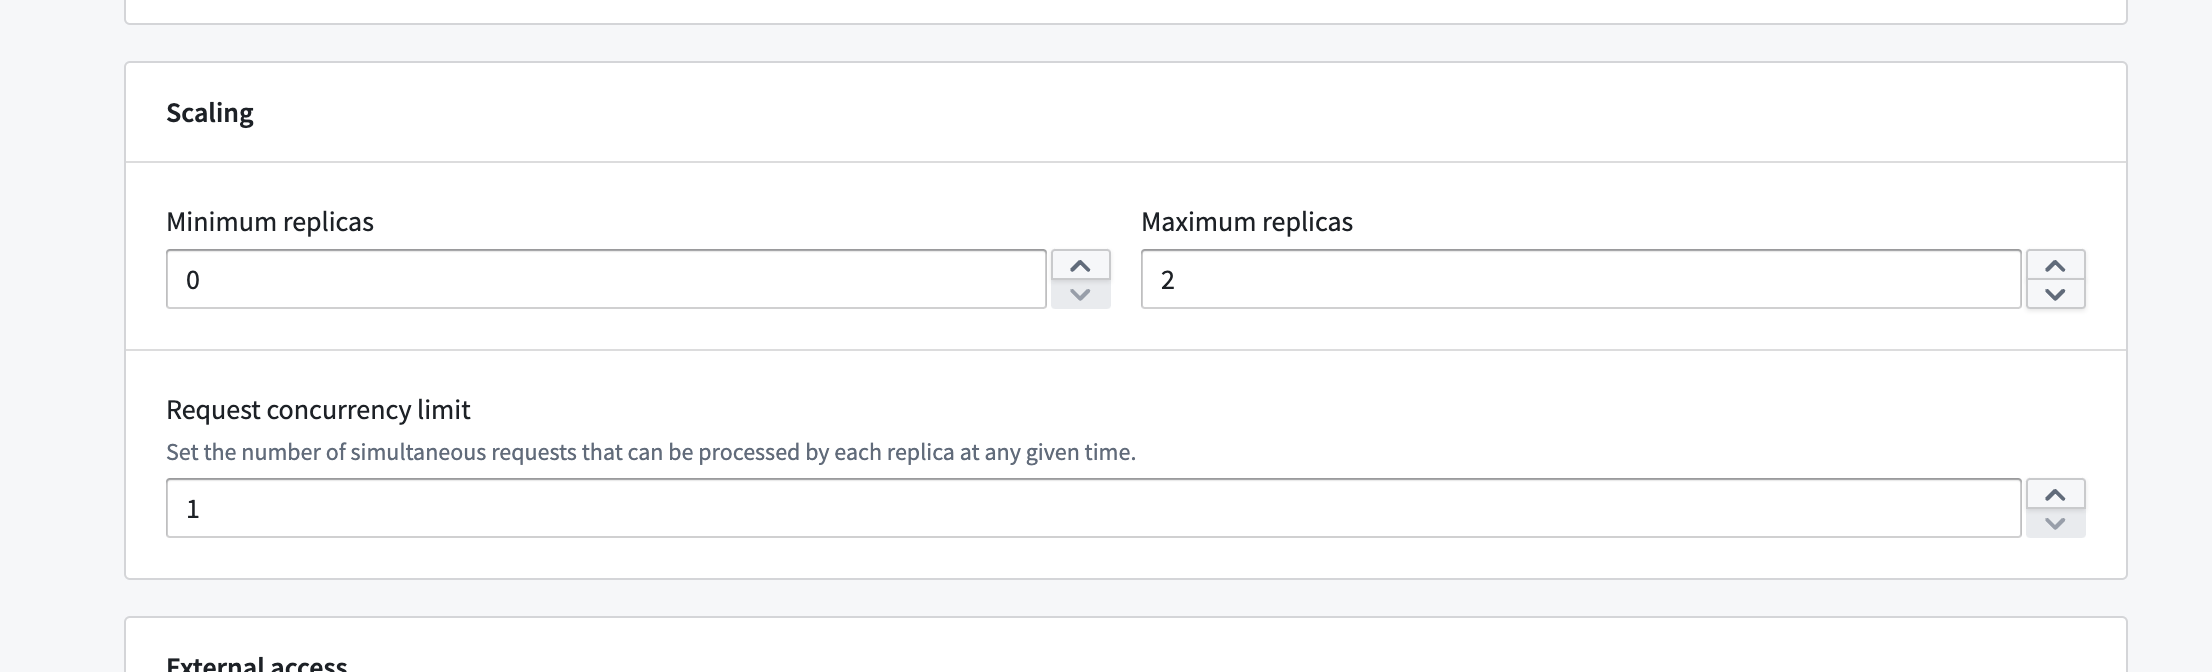 Scaling
Minimum replicas
Maximum replicas
0
2
Request concurrency limit
Set the number of simultaneous requests that can be processed by each replica at any given time.
1
External access